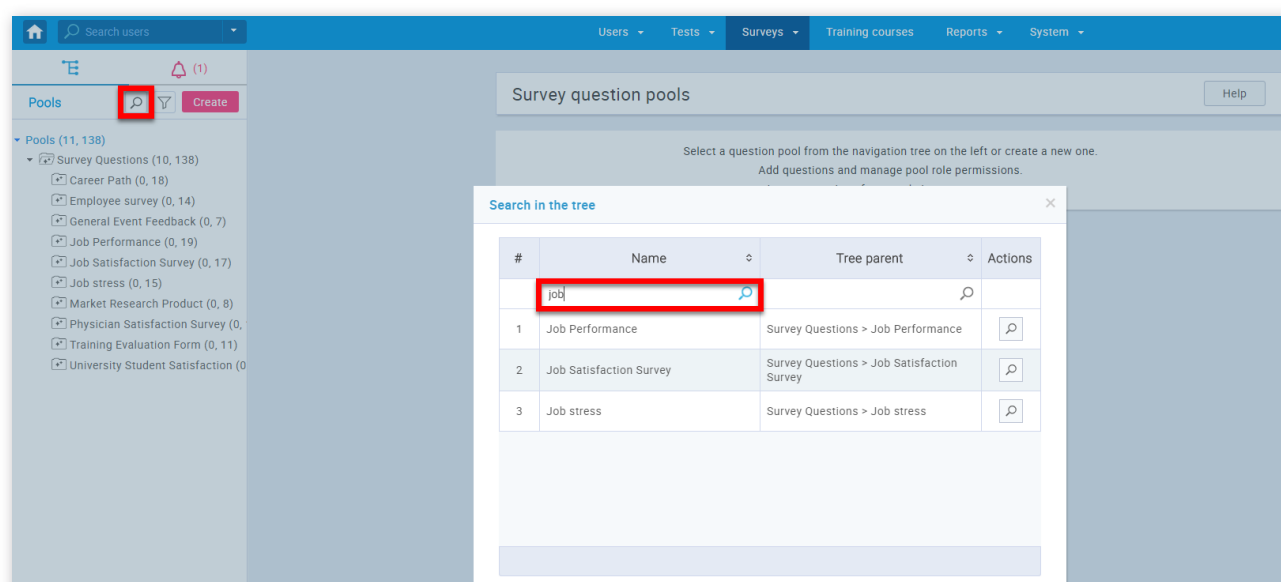 Search users
Users
Tests
Surveys
Training courses
Reports
System
(1)
Pools
Create
Pools (11, 138)
Survey Questions (10, 138)
Career Path (0, 18)
Employee survey (0, 14)
General Event Feedback (0, 7)
Job Performance (0, 19)
Job Satisfaction Survey (0, 17)
Job stress (0, 15)
Market Research Product (0, 8)
Physician Satisfaction Survey (0,
Training Evaluation Form (0, 11)
University Student Satisfaction (0
Survey question pools
Help
Select a question pool from the navigation tree on the left or create a new one.
Add questions and manage pool role permissions.
Search in the tree
# Name Tree parent Actions
job
1 Job Performance Survey Questions > Job Performance
2 Job Satisfaction Survey Survey Questions > Job Satisfaction
Survey
3 Job stress Survey Questions > Job stress